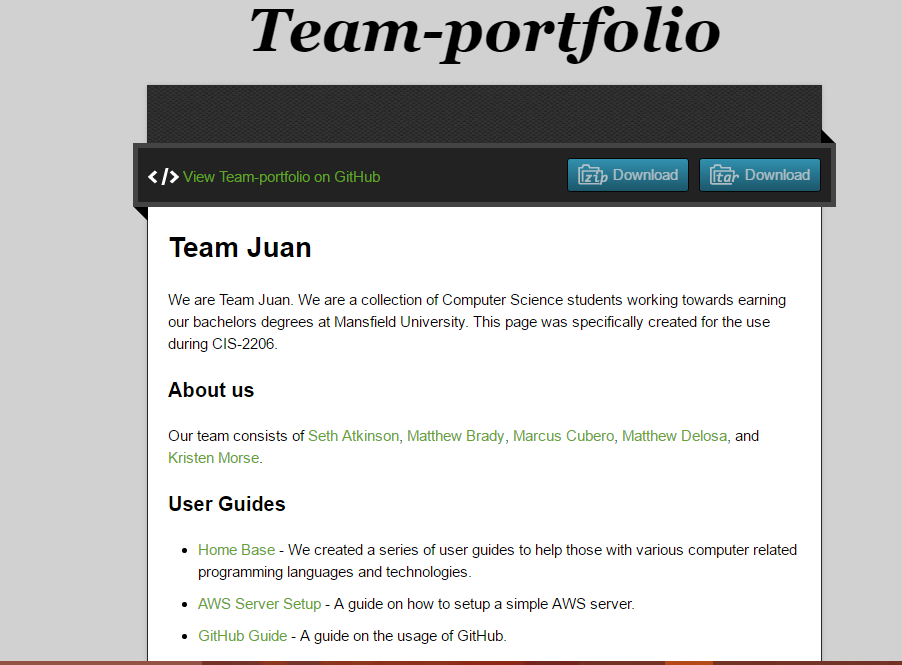 Team-portfolio
</> View Team-portfolio on GitHub
zip Download
tar Download
Team Juan
We are Team Juan. We are a collection of Computer Science students working towards earning
our bachelors degrees at Mansfield University. This page was specifically created for the use
during CIS-2206.
About us
Our team consists of Seth Atkinson, Matthew Brady, Marcus Cubero, Matthew Delosa, and
Kristen Morse.
User Guides
• Home Base - We created a series of user guides to help those with various computer related
programming languages and technologies.
• AWS Server Setup - A guide on how to setup a simple AWS server.
• GitHub Guide - A guide on the usage of GitHub.